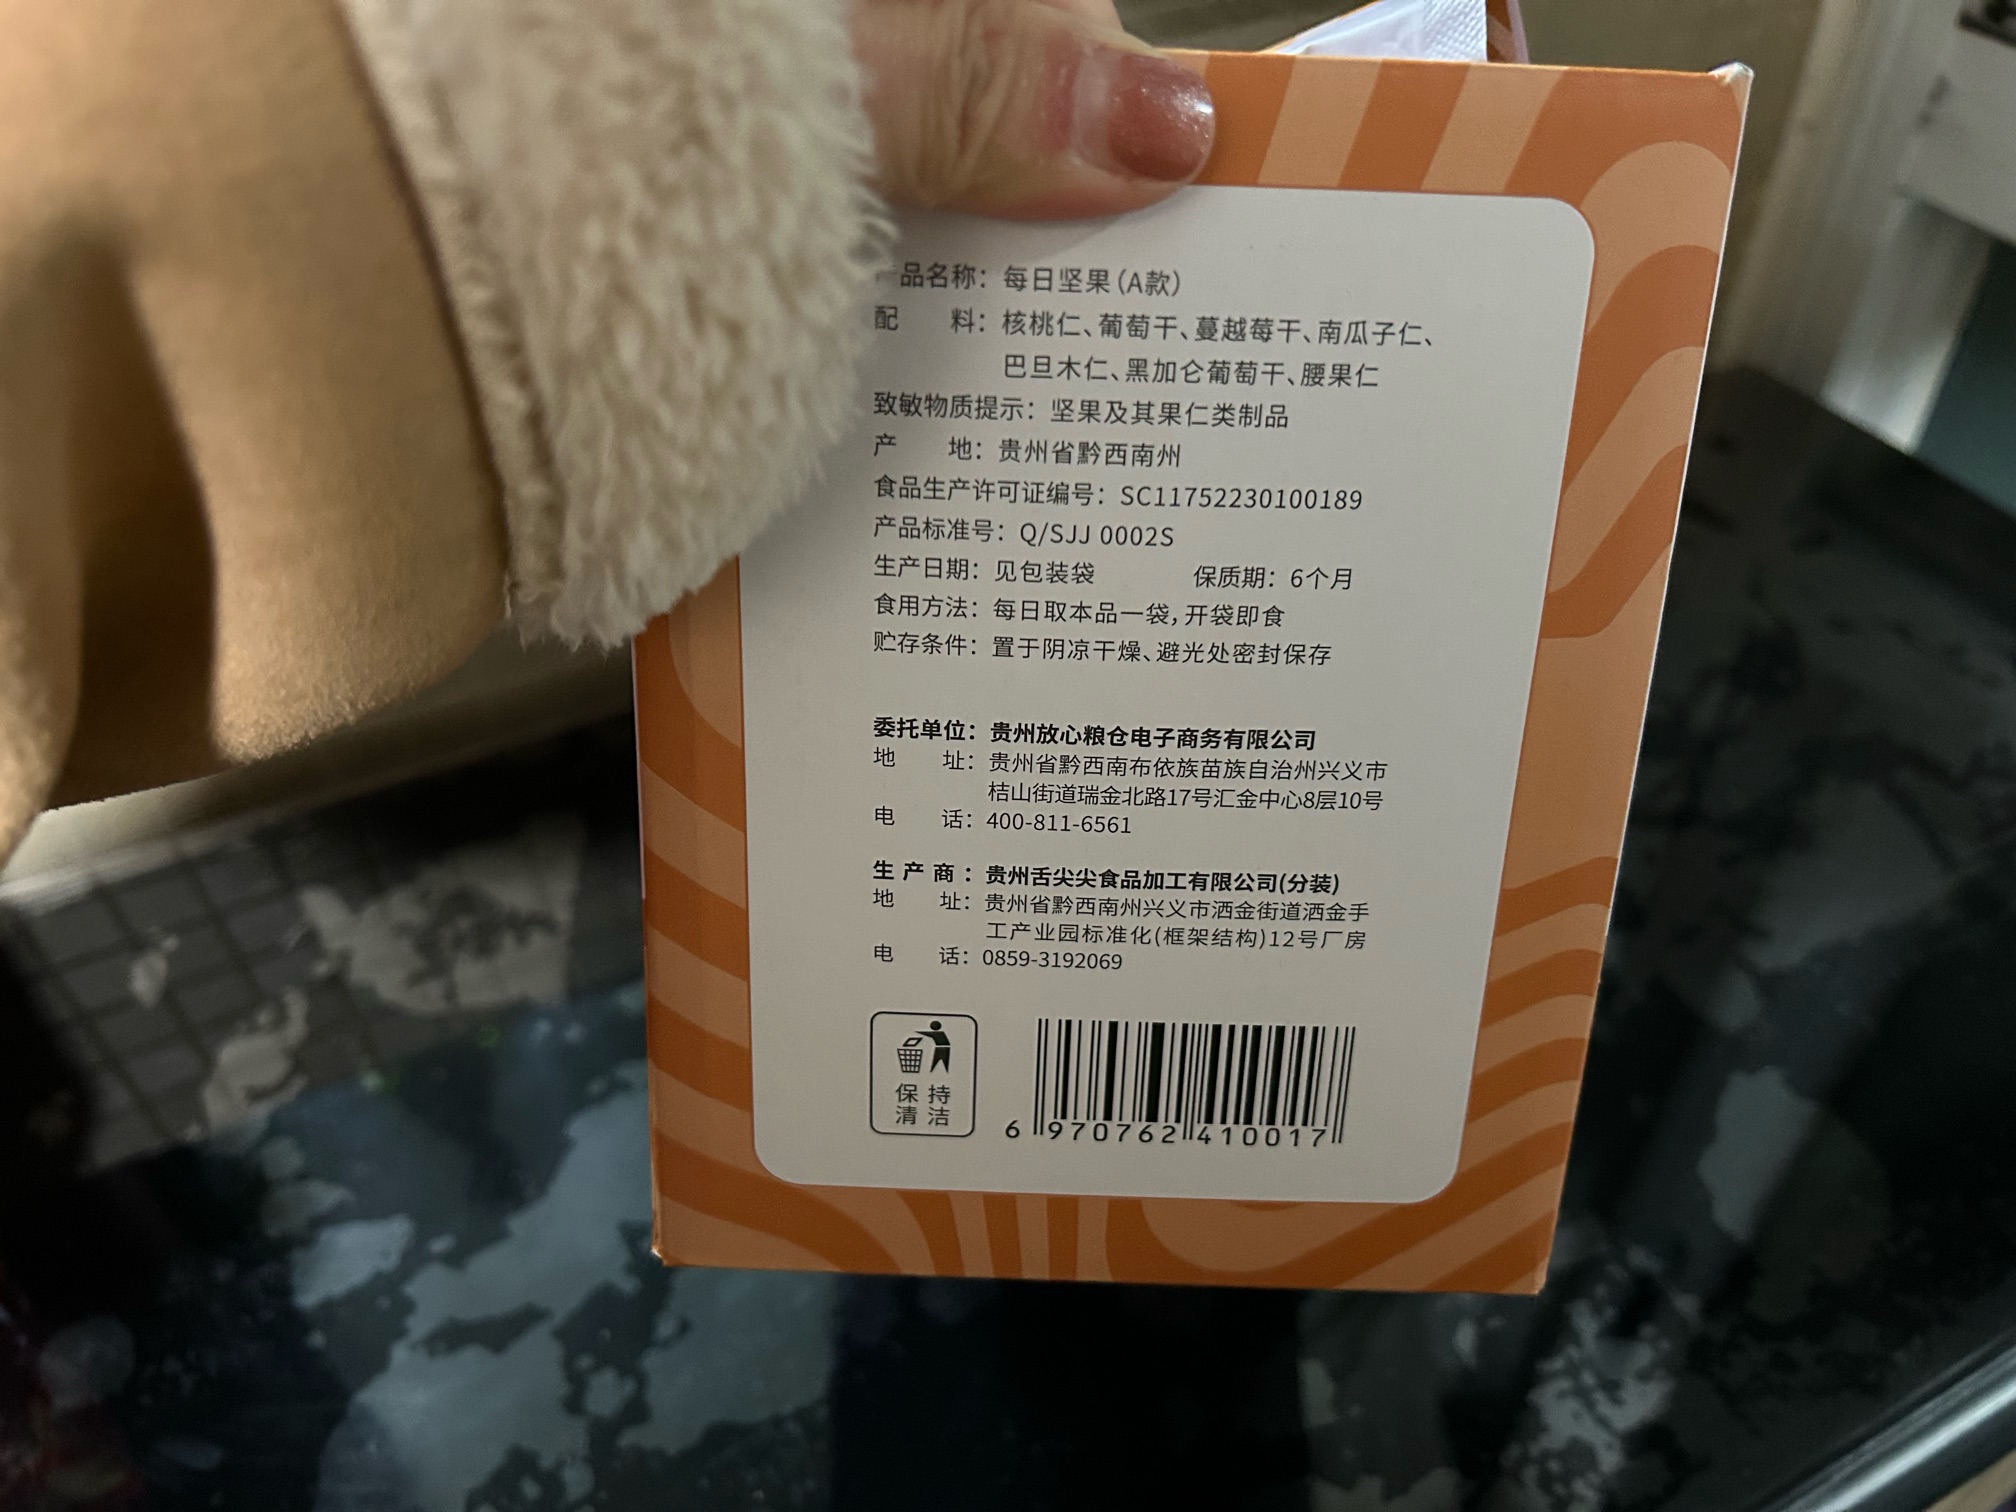 产品名称：每日坚果（A款）
配　　料：核桃仁、葡萄干、蔓越莓干、南瓜子仁、
巴旦木仁、黑加仑葡萄干、腰果仁
致敏物质提示：坚果及其果仁类制品
产　　地：贵州省黔西南州
食品生产许可证编号：SC11752230100189
产品标准号：Q/SJJ 0002S
生产日期：见包装袋　　保质期：6个月
食用方法：每日取本品一袋，开袋即食
贮存条件：置于阴凉干燥、避光处密封保存
委托单位：贵州放心粮仓电子商务有限公司
地　　址：贵州省黔西南布依族苗族自治州兴义市
桔山街道瑞金北路17号汇金中心8层10号
电　　话：400-811-6561
生产商：贵州舌尖尖食品加工有限公司(分装)
地　　址：贵州省黔西南州兴义市洒金街道洒金手
工产业园标准化(框架结构)12号厂房
电　　话：0859-3192069
保持
清洁
6 970762 410017